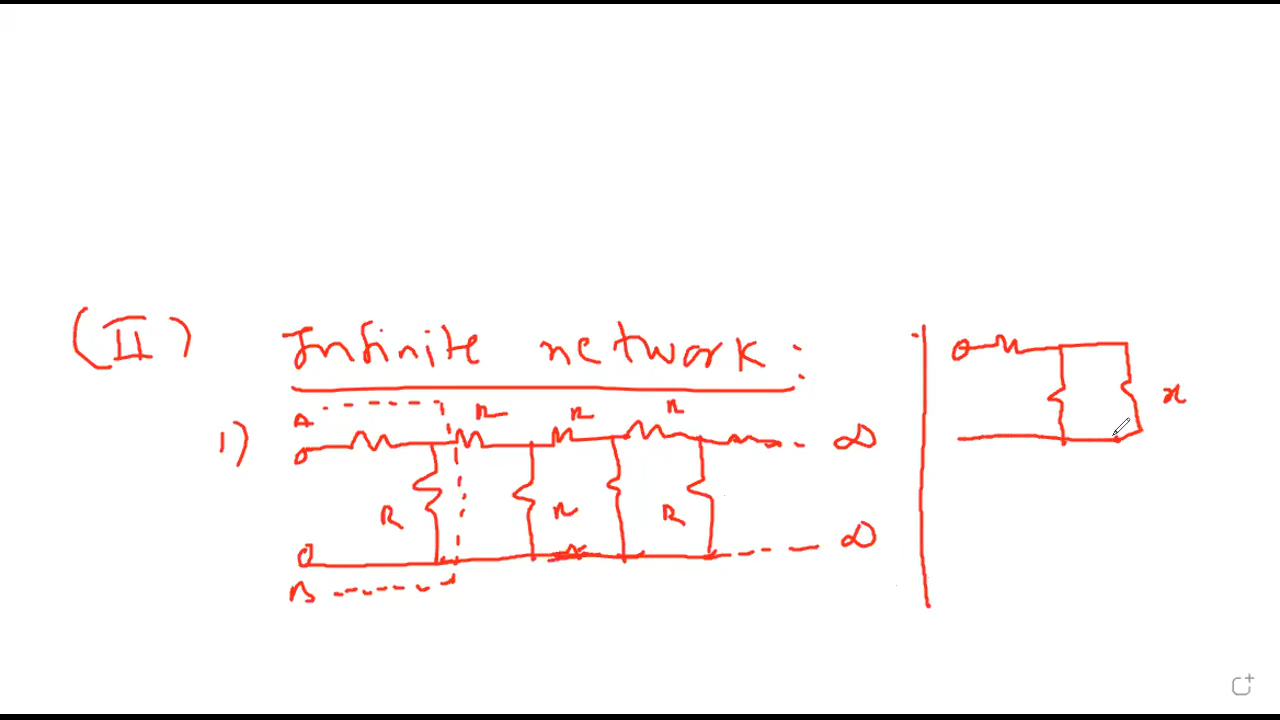 (II) Infinite network:
1) A R R R ∞
R R R ∞
B
x